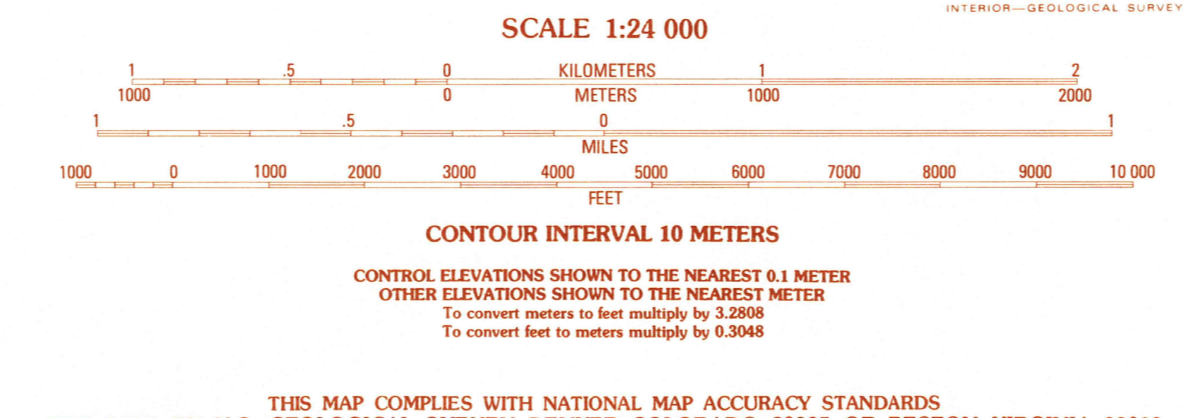 INTERIOR—GEOLOGICAL SURVEY
SCALE 1:24 000
1 .5 0 KILOMETERS 1 2
1000 0 METERS 1000 2000
1 .5 0 1
MILES
1000 0 1000 2000 3000 4000 5000 6000 7000 8000 9000 10 000
FEET
CONTOUR INTERVAL 10 METERS
CONTROL ELEVATIONS SHOWN TO THE NEAREST 0.1 METER
OTHER ELEVATIONS SHOWN TO THE NEAREST METER
To convert meters to feet multiply by 3.2808
To convert feet to meters multiply by 0.3048
THIS MAP COMPLIES WITH NATIONAL MAP ACCURACY STANDARDS